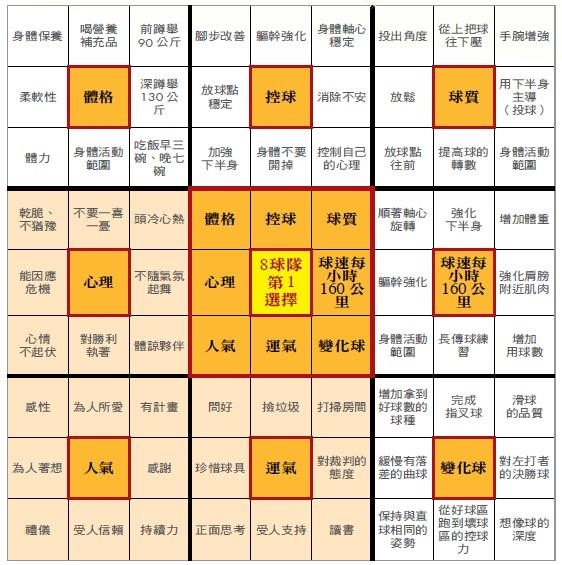 身體保養
喝營養
補充品
前蹲舉
90 公斤
腳步改善
軀幹強化
身體軸心
穩定
投出角度
從上把球
往下壓
手腕增強
柔軟性
體格
深蹲舉
130 公
斤
放球點
穩定
控球
消除不安
放鬆
球質
用下半身
主導
（投球）
體力
身體活動
範圍
吃飯早三
碗、晚七
碗
加強
下半身
身體不要
開掉
控制自己
的心理
放球點
往前
提高球的
轉數
身體活動
範圍
乾脆、
不猶豫
不要一喜
一憂
頭冷心熱
體格
控球
球質
順著軸心
旋轉
強化
下半身
增加體重
能因應
危機
心理
不隨氣氛
起舞
心理
8球隊
第1
選擇
球速每
小時
160 公
里
軀幹強化
球速每
小時
160 公
里
強化肩膀
附近肌肉
心情
不起伏
對勝利
執著
體諒夥伴
人氣
運氣
變化球
身體活動
範圍
長傳球練
習
增加
用球數
感性
為人所愛
有計畫
問好
撿垃圾
打掃房間
增加拿到
好球數的
球種
完成
指叉球
滑球
的品質
為人著想
人氣
感謝
珍惜球具
運氣
對裁判的
態度
緩慢有落
差的曲球
變化球
對左打者
的決勝球
禮儀
受人信賴
持續力
正面思考
受人支持
讀書
保持與直
球相同的
姿勢
從好球區
跑到壞球
區的控球
力
想像球的
深度